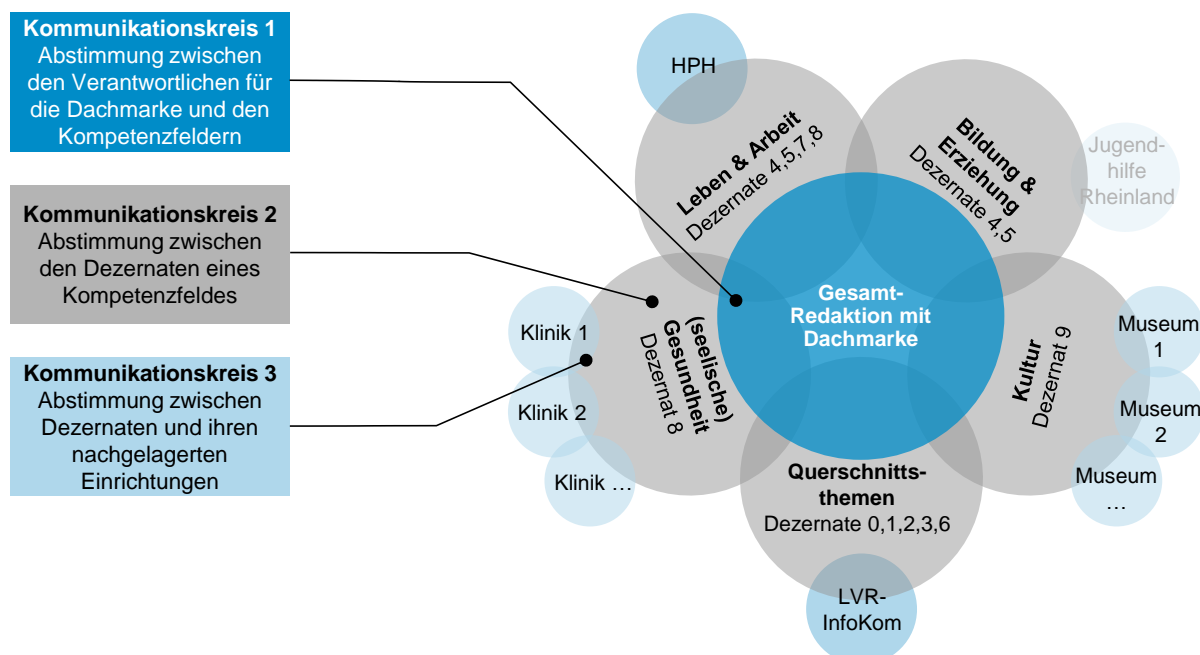 Kommunikationskreis 1
Abstimmung zwischen
den Verantwortlichen für
die Dachmarke und den
Kompetenzfeldern
Kommunikationskreis 2
Abstimmung zwischen
den Dezernaten eines
Kompetenzfeldes
Kommunikationskreis 3
Abstimmung zwischen
Dezernaten und ihren
nachgelagerten
Einrichtungen
HPH
Leben & Arbeit
Dezernate 4,5,7,8
Bildung &
Erziehung
Dezernate 4,5
Jugend-
hilfe
Rheinland
Gesamt-
Redaktion mit
Dachmarke
(seelische)
Gesundheit
Dezernat 8
Klinik 1
Klinik 2
Klinik …
Kultur
Dezernat 9
Museum
1
Museum
2
Museum
…
Querschnitts-
themen
Dezernate 0,1,2,3,6
LVR-
InfoKom